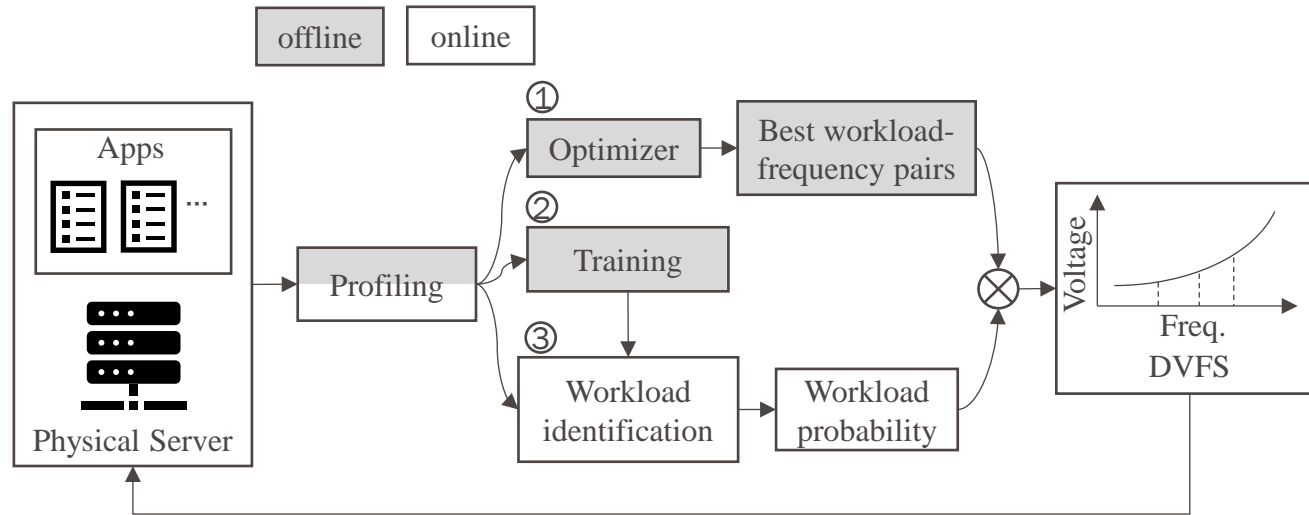 offline
online
Apps
...
Physical Server
Profiling
①
Optimizer
Best workload-
frequency pairs
②
Training
③
Workload
identification
Workload
probability
Voltage
Freq.
DVFS